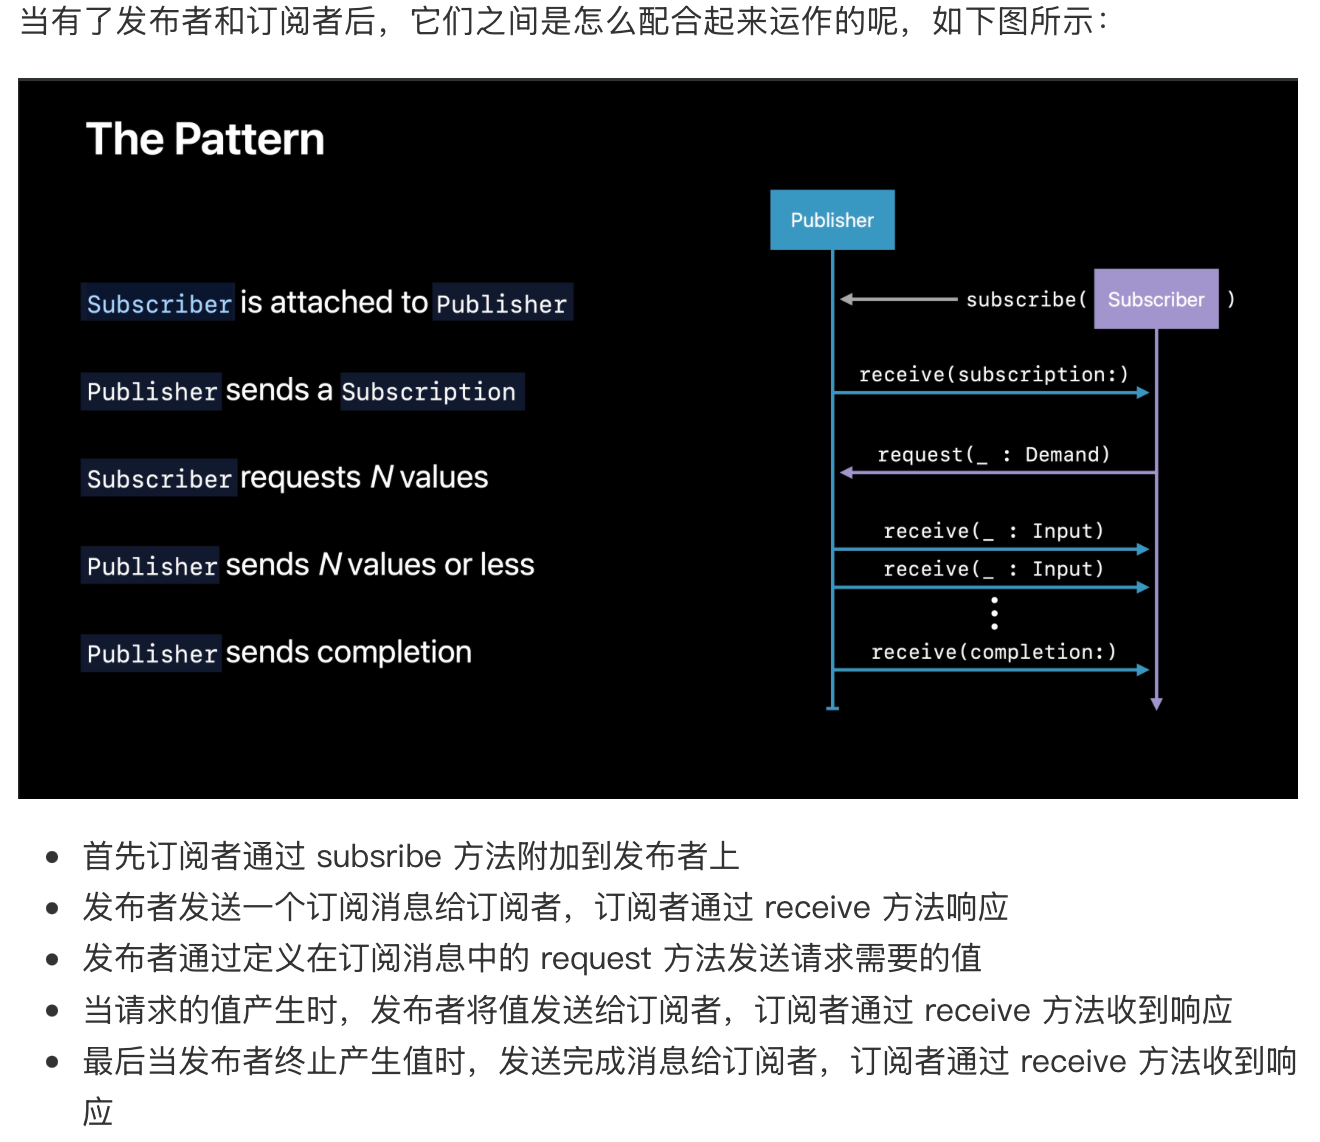 当有了发布者和订阅者后，它们之间是怎么配合起来运作的呢，如下图所示：
The Pattern
Subscriber is attached to Publisher
Publisher sends a Subscription
Subscriber requests N values
Publisher sends N values or less
Publisher sends completion
Publisher
subscribe( Subscriber )
receive(subscription:)
request(_ : Demand)
receive(_ : Input)
receive(_ : Input)
receive(completion:)
首先订阅者通过 subsribe 方法附加到发布者上
发布者发送一个订阅消息给订阅者，订阅者通过 receive 方法响应
发布者通过定义在订阅消息中的 request 方法发送请求需要的值
当请求的值产生时，发布者将值发送给订阅者，订阅者通过 receive 方法收到响应
最后当发布者终止产生值时，发送完成消息给订阅者，订阅者通过 receive 方法收到响
应